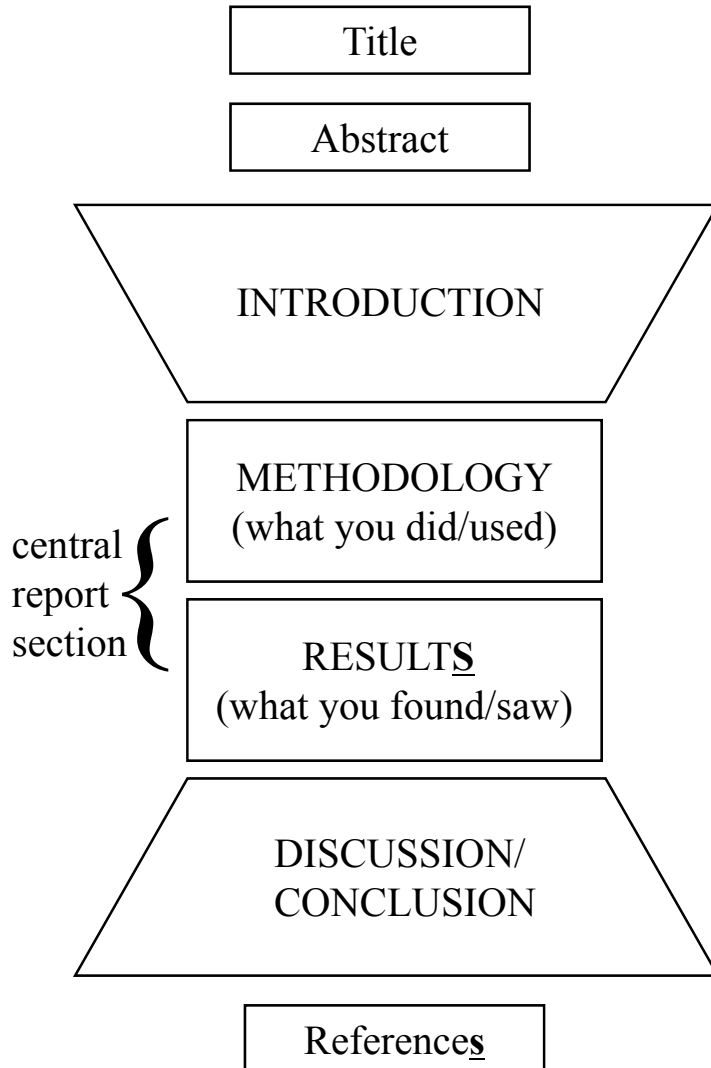 Title
Abstract
INTRODUCTION
METHODOLOGY
(what you did/used)
central
report
section
RESULTS
(what you found/saw)
DISCUSSION/
CONCLUSION
References